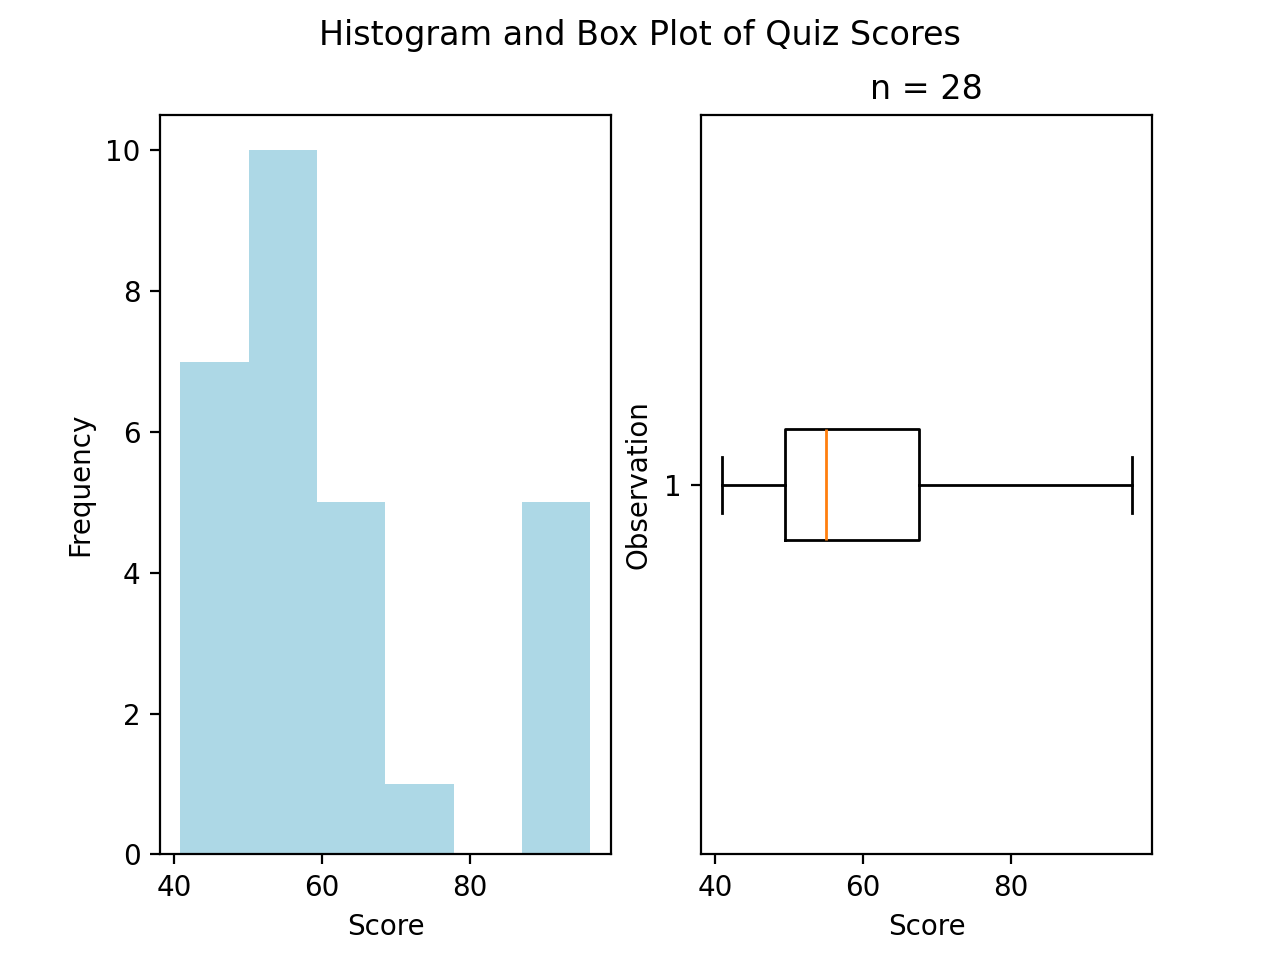 Histogram and Box Plot of Quiz Scores
n = 28
10
8
6
4
2
0
Frequency
40 60 80
Score
Observation
1
40 60 80
Score